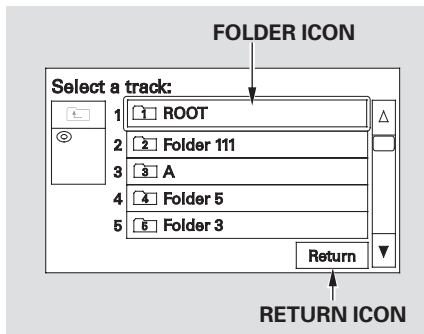 FOLDER ICON
Select a track:
1 1 ROOT
2 2 Folder 111
3 3 A
4 4 Folder 5
5 5 Folder 3
Return
RETURN ICON